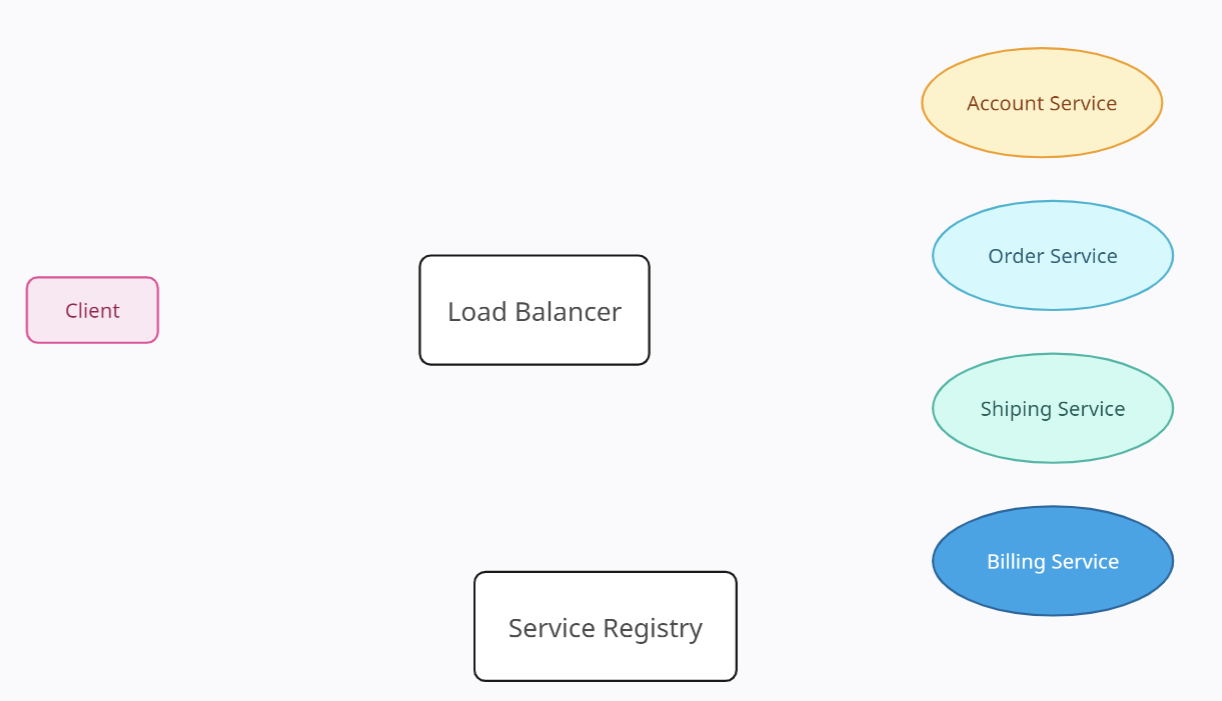 Account Service
Order Service
Client
Load Balancer
Shiping Service
Billing Service
Service Registry